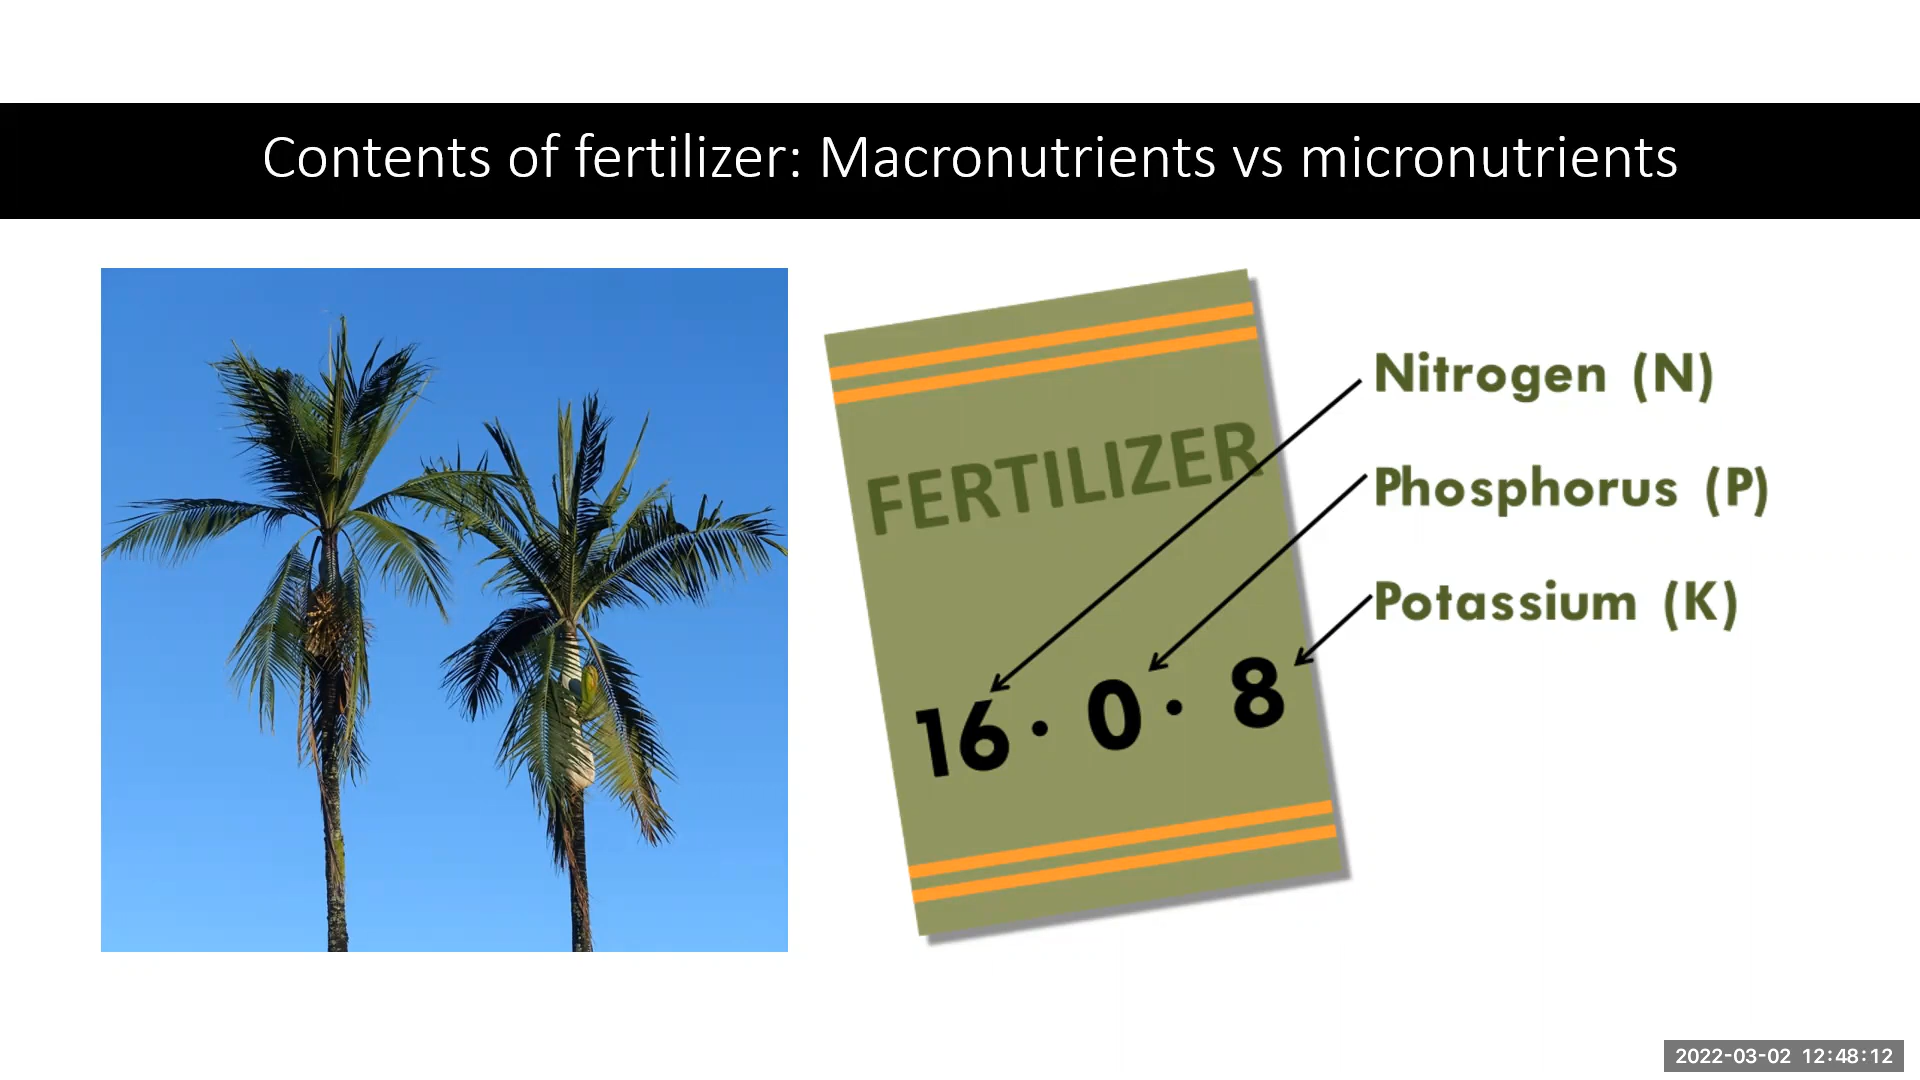 Contents of fertilizer: Macronutrients vs micronutrients
FERTILIZER
16· 0· 8
Nitrogen (N)
Phosphorus (P)
Potassium (K)
2022-03-02 12:48:12